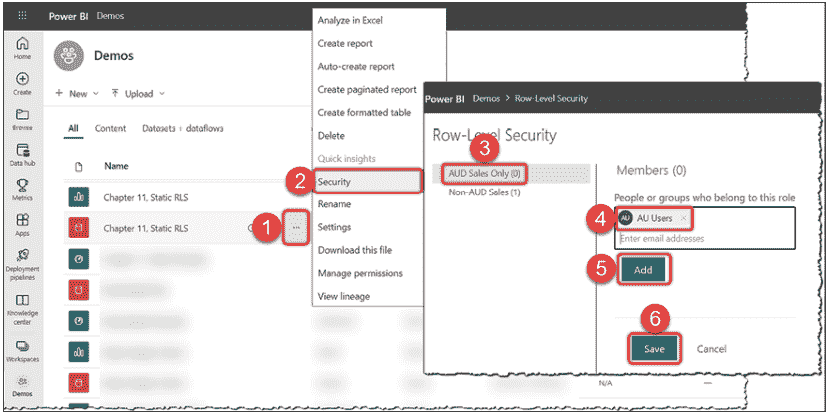 Power BI Demos
Home
Create
Browse
Data hub
Metrics
Apps
Deployment
pipelines
Knowledge
center
Workspaces
Demos
Demos
+ New Upload
All Content Datasets + dataflows
Name
Chapter 11, Static RLS
Chapter 11, Static RLS
1
...
Analyze in Excel
Create report
Auto-create report
Create paginated report
Create formatted table
Delete
Quick insights
2
Security
Rename
Settings
Download this file
Manage permissions
View lineage
Power BI Demos > Row-Level Security
Row-Level Security
3
AUD Sales Only (0)
Non-AUD Sales (1)
Members (0)
People or groups who belong to this role
4
AU AU Users ×
Enter email addresses
5
Add
6
Save Cancel
N/A —